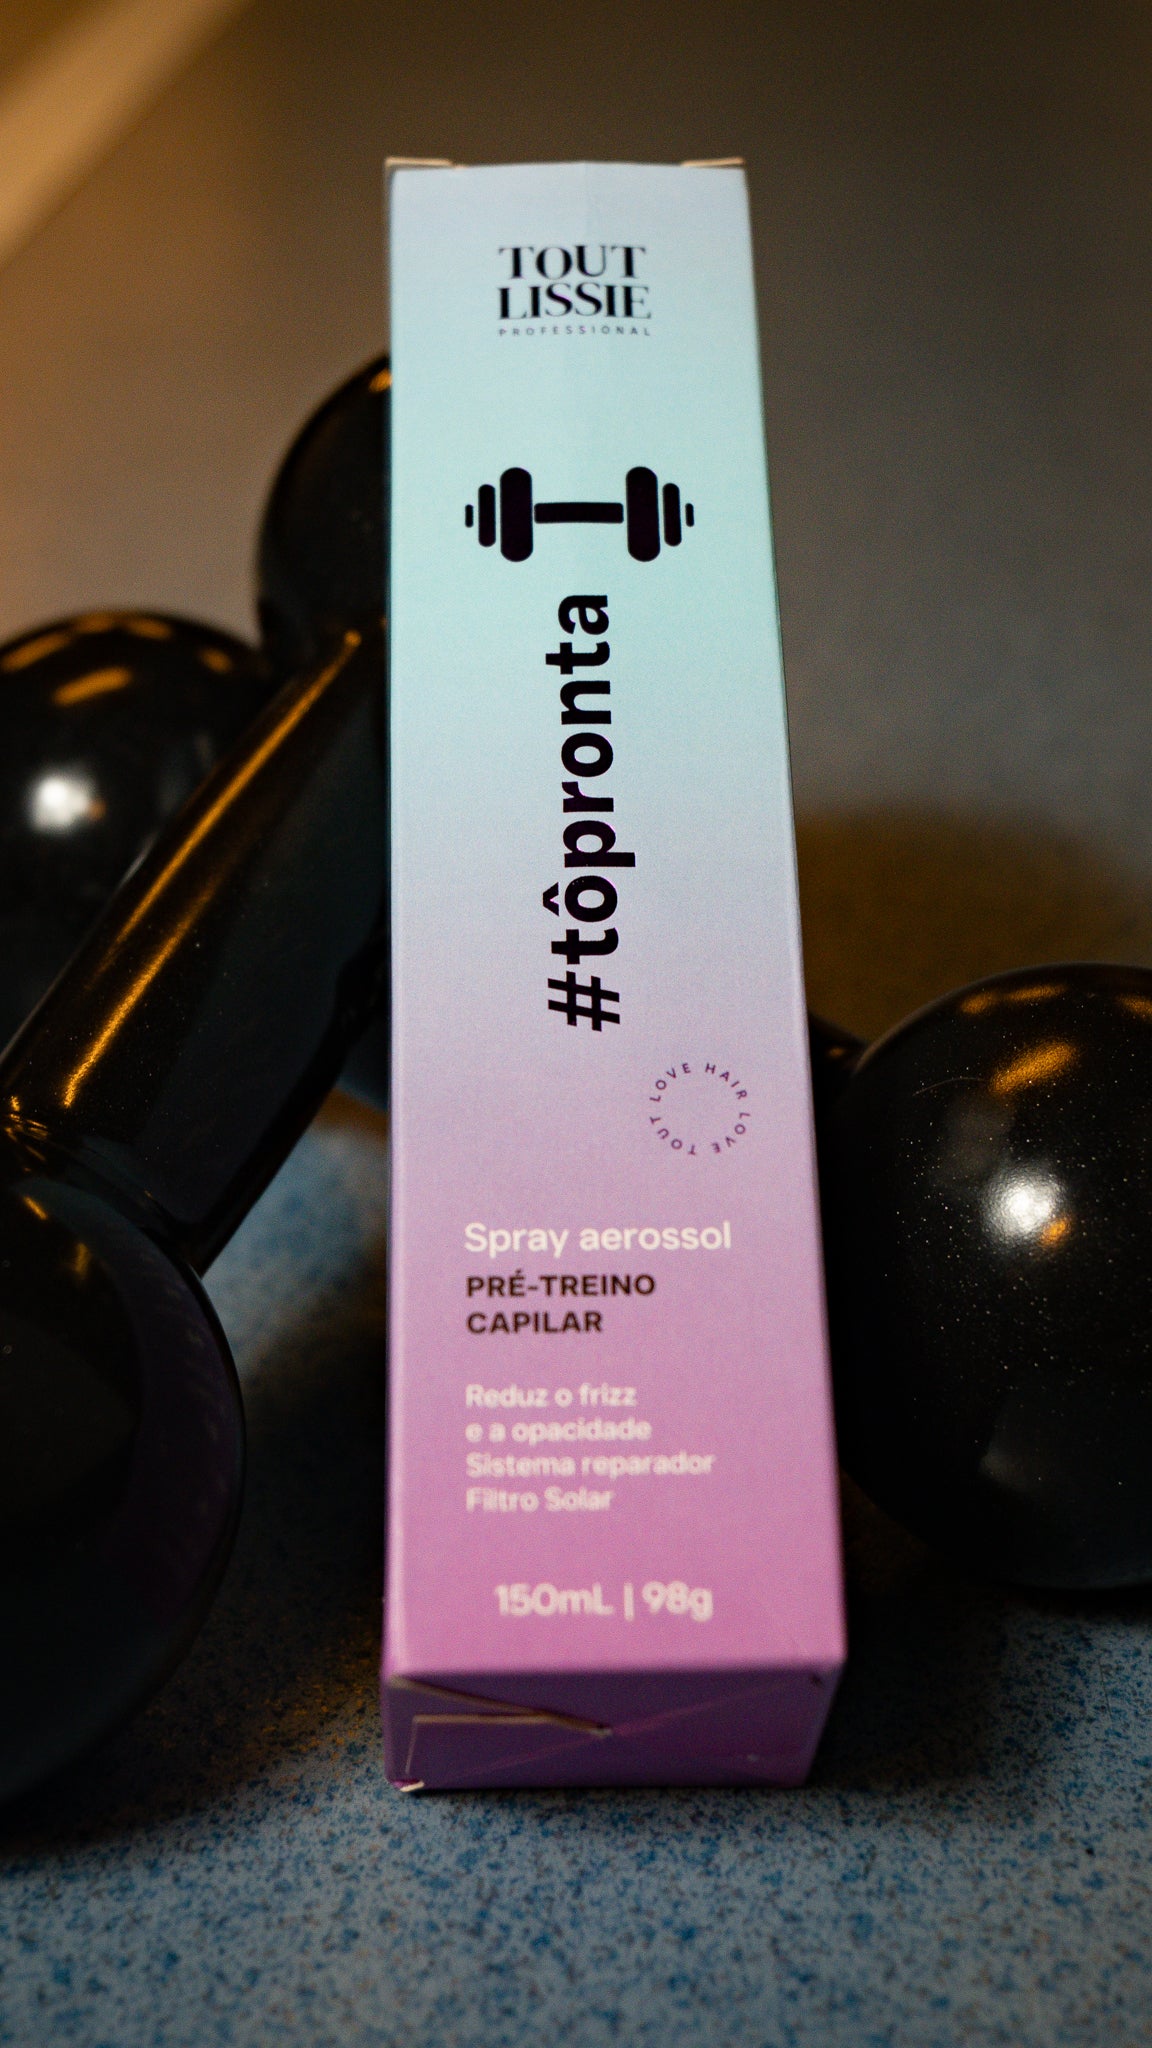 TOUT
LISSIE
PROFESSIONAL
#tôpronta
LOVE HAIR LOVE TOUT
Spray aerossol
PRÉ-TREINO
CAPILAR
Reduz o frizz
e a opacidade
Sistema reparador
Filtro Solar
150mL | 98g